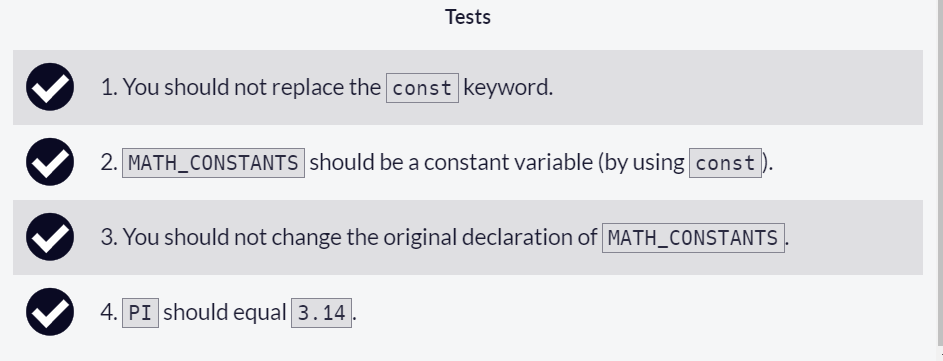 Tests
1. You should not replace the const keyword.
2. MATH_CONSTANTS should be a constant variable (by using const).
3. You should not change the original declaration of MATH_CONSTANTS.
4. PI should equal 3.14.